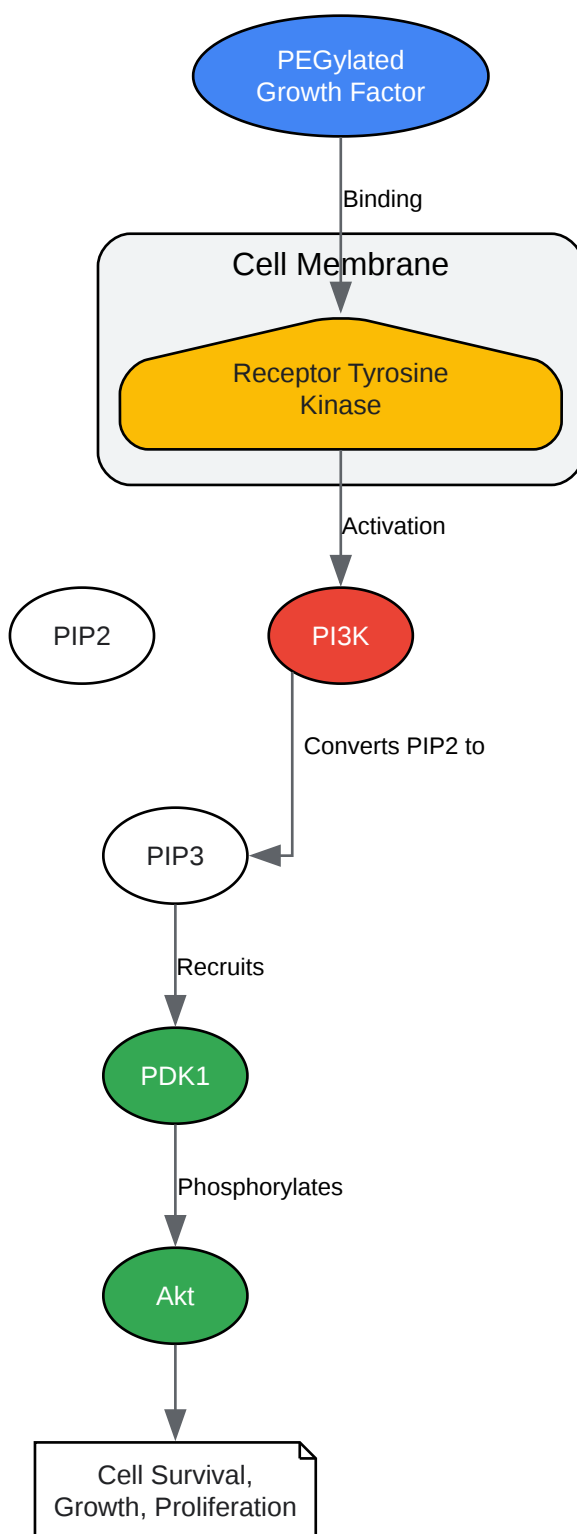 PEGylated
Growth Factor
Binding
Cell Membrane
Receptor Tyrosine
Kinase
Activation
PIP2
PI3K
Converts PIP2 to
PIP3
Recruits
PDK1
Phosphorylates
Akt
Cell Survival,
Growth, Proliferation